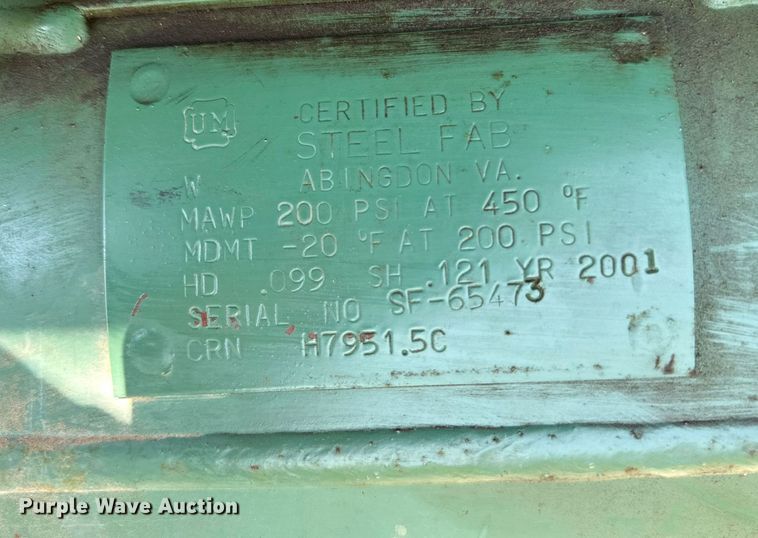 UM
CERTIFIED BY
STEEL FAB
W ABINGDON VA.
MAWP 200 PSI AT 450 °F
MDMT -20 °F AT 200 PSI
HD .099 SH .121 YR 2001
SERIAL NO SF-65473
CRN H7951.5C
Purple Wave Auction